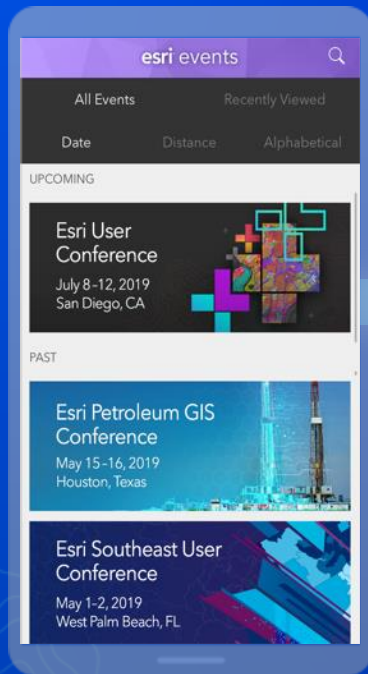 esri events
All Events Recently Viewed
Date Distance Alphabetical
UPCOMING
Esri User
Conference
July 8-12, 2019
San Diego, CA
PAST
Esri Petroleum GIS
Conference
May 15-16, 2019
Houston, Texas
Esri Southeast User
Conference
May 1-2, 2019
West Palm Beach, FL